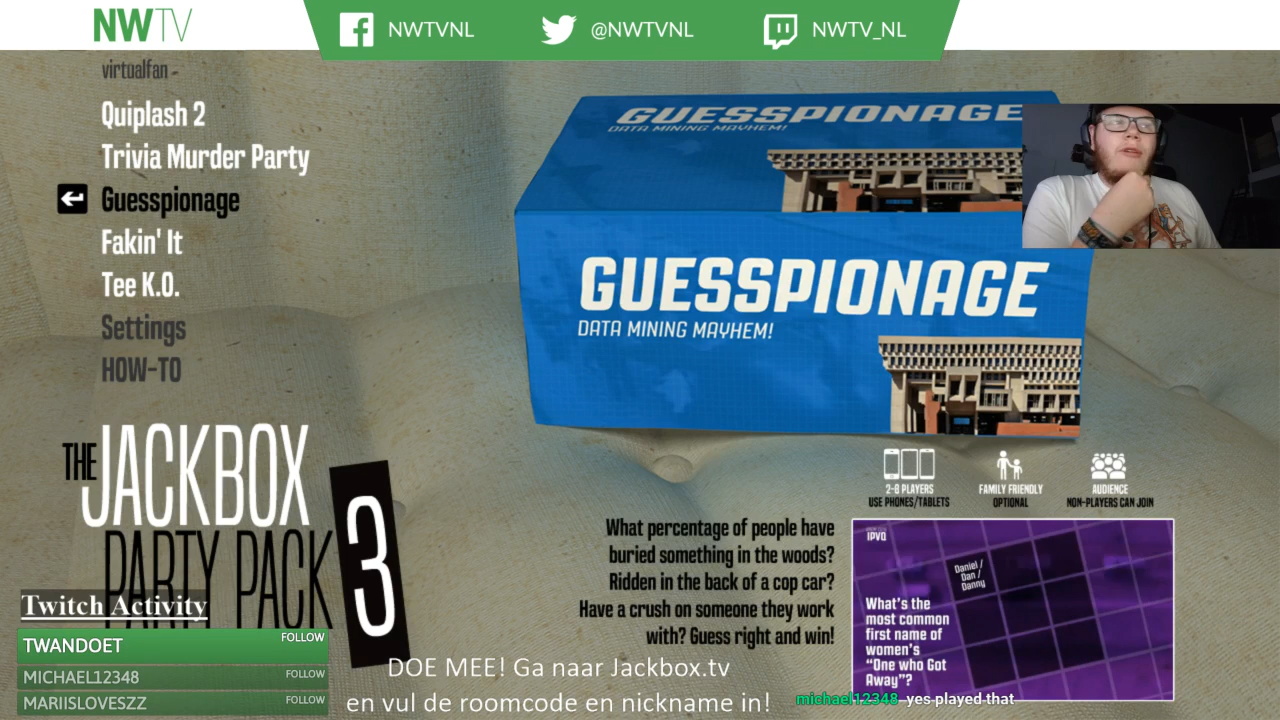 NWTV
NWTVNL
@NWTVNL
NWTV_NL
virtualfan -
Quiplash 2
Trivia Murder Party
Guesspionage
Fakin' It
Tee K.O.
Settings
HOW-TO
GUESSPIONAGE
DATA MINING MAYHEM!
GUESSPIONAGE
DATA MINING MAYHEM!
THE JACKBOX
PARTY PACK 3
2-8 PLAYERS
USE PHONES/TABLETS
FAMILY FRIENDLY
OPTIONAL
AUDIENCE
NON-PLAYERS CAN JOIN
What percentage of people have
buried something in the woods?
Ridden in the back of a cop car?
Have a crush on someone they work
with? Guess right and win!
IPVQ
Daniel /
Dan /
Danny
What's the
most common
first name of
women's
"One who Got
Away"?
Twitch Activity
TWANDOET FOLLOW
MICHAEL12348 FOLLOW
MARIISLOVESZZ FOLLOW
DOE MEE! Ga naar Jackbox.tv
en vul de roomcode en nickname in!
michael12348 yes played that